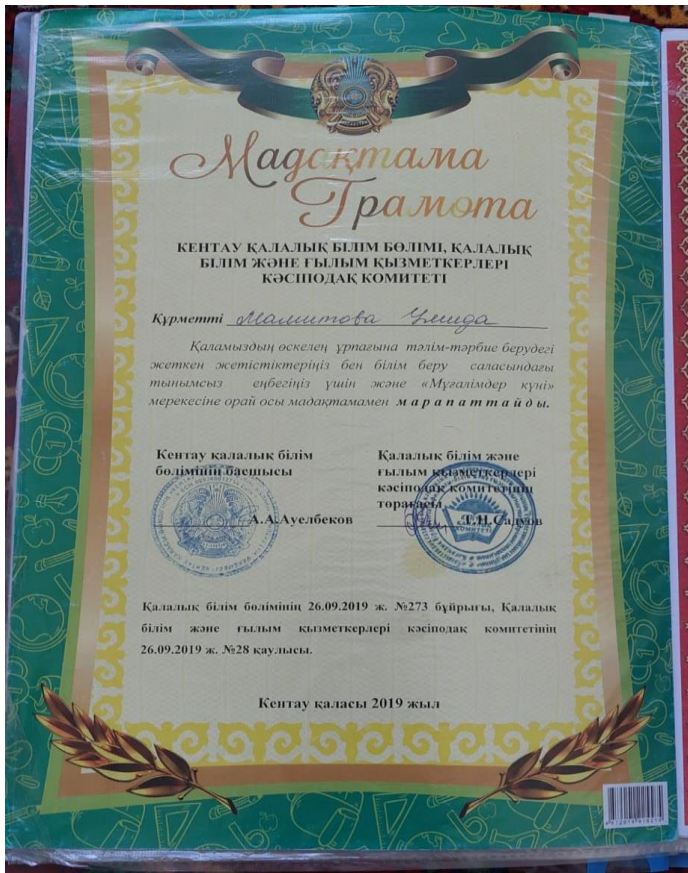 Мадақтама
Грамота
КЕНТАУ ҚАЛАЛЫҚ БІЛІМ БӨЛІМІ, ҚАЛАЛЫҚ
БІЛІМ ЖӘНЕ ҒЫЛЫМ ҚЫЗМЕТКЕРЛЕРІ
КӘСІПОДАҚ КОМИТЕТІ
Құрметті Мамитова Умида
Қаламыздың өскелең ұрпағына тәлім-тәрбие берудегі
жеткен жетістіктеріңіз бен білім беру саласындағы
тынымсыз еңбегіңіз үшін және «Мұғалімдер күні»
мерекесіне орай осы мадақтамамен марапаттайды.
Кентау қалалық білім
бөлімінің басшысы
А.А.Ауелбеков
Қалалық білім және
ғылым қызметкерлері
кәсіподақ комитетінің
төрағасы
Т.Н.Садуов
Қалалық білім бөлімінің 26.09.2019 ж. №273 бұйрығы, Қалалық
білім және ғылым қызметкерлері кәсіподақ комитетінің
26.09.2019 ж. №28 қаулысы.
Кентау қаласы 2019 жыл